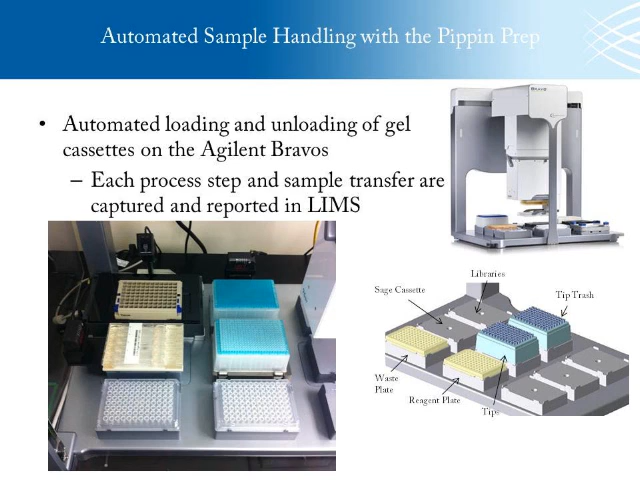 Automated Sample Handling with the Pippin Prep
• Automated loading and unloading of gel
cassettes on the Agilent Bravos
– Each process step and sample transfer are
captured and reported in LIMS
Libraries
Sage Cassette
Tip Trash
Waste
Plate
Reagent Plate
Tips